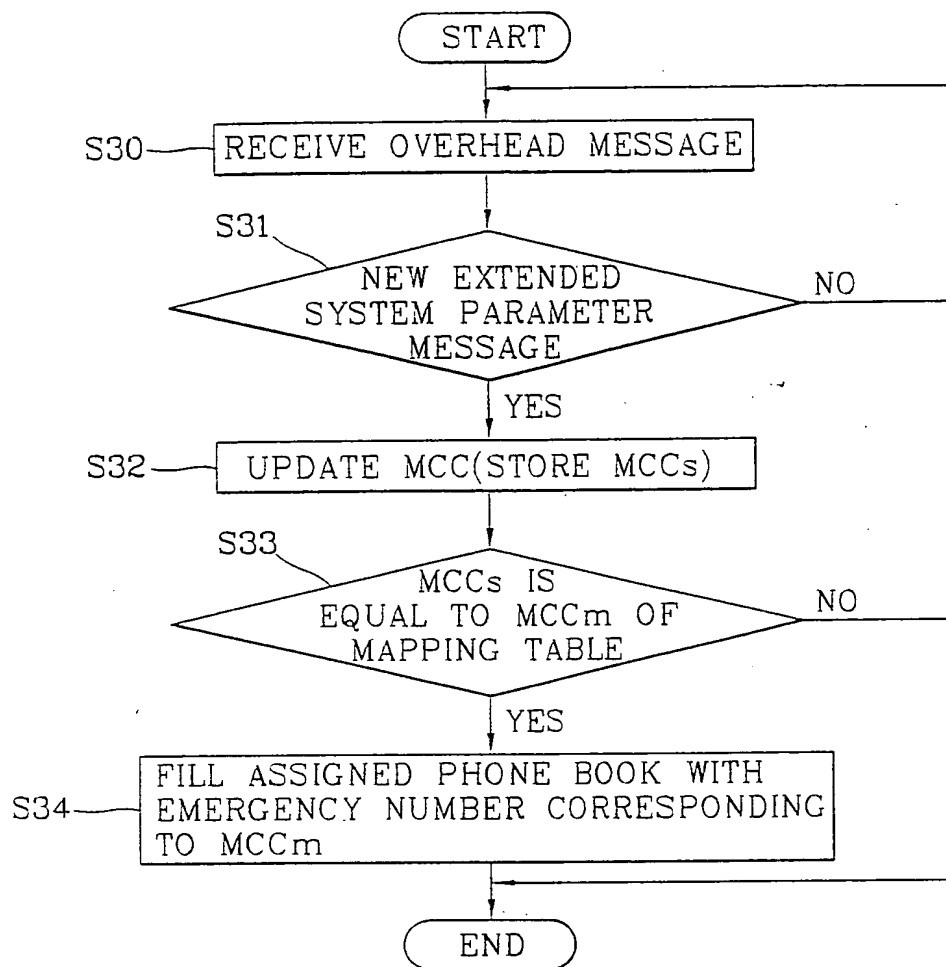 START
S30
RECEIVE OVERHEAD MESSAGE
S31
NEW EXTENDED
SYSTEM PARAMETER
MESSAGE
NO
YES
S32
UPDATE MCC(STORE MCCs)
S33
MCCs IS
EQUAL TO MCCm OF
MAPPING TABLE
NO
YES
S34
FILL ASSIGNED PHONE BOOK WITH
EMERGENCY NUMBER CORRESPONDING
TO MCCm
END